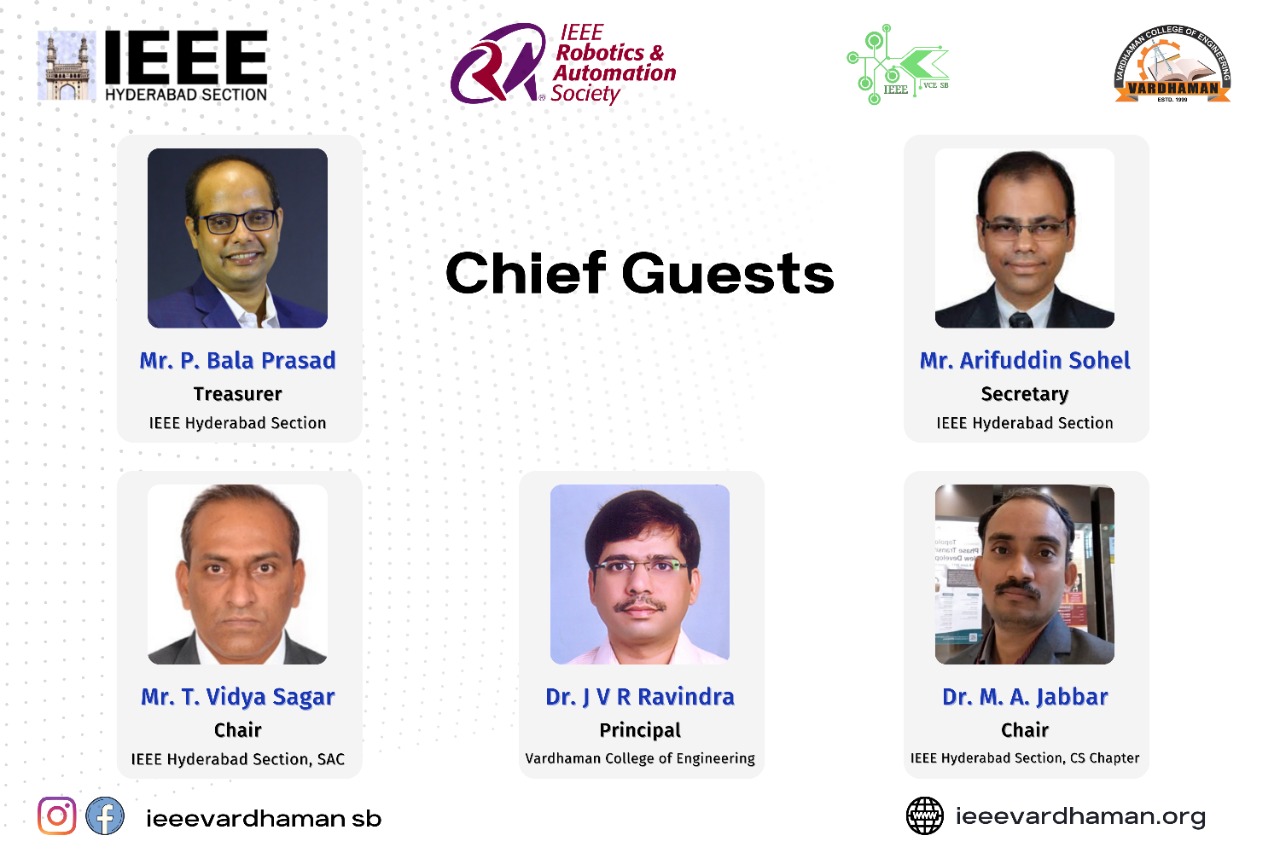 IEEE
HYDERABAD SECTION
IEEE
Robotics &
Automation
Society
IEEE
VCE SB
VARDHAMAN COLLEGE OF ENGINEERING
VARDHAMAN
ESTD. 1999
Chief Guests
Mr. P. Bala Prasad
Treasurer
IEEE Hyderabad Section
Mr. Arifuddin Sohel
Secretary
IEEE Hyderabad Section
Mr. T. Vidya Sagar
Chair
IEEE Hyderabad Section, SAC
Dr. J V R Ravindra
Principal
Vardhaman College of Engineering
Dr. M. A. Jabbar
Chair
IEEE Hyderabad Section, CS Chapter
ieeevardhaman sb
www
ieeevardhaman.org